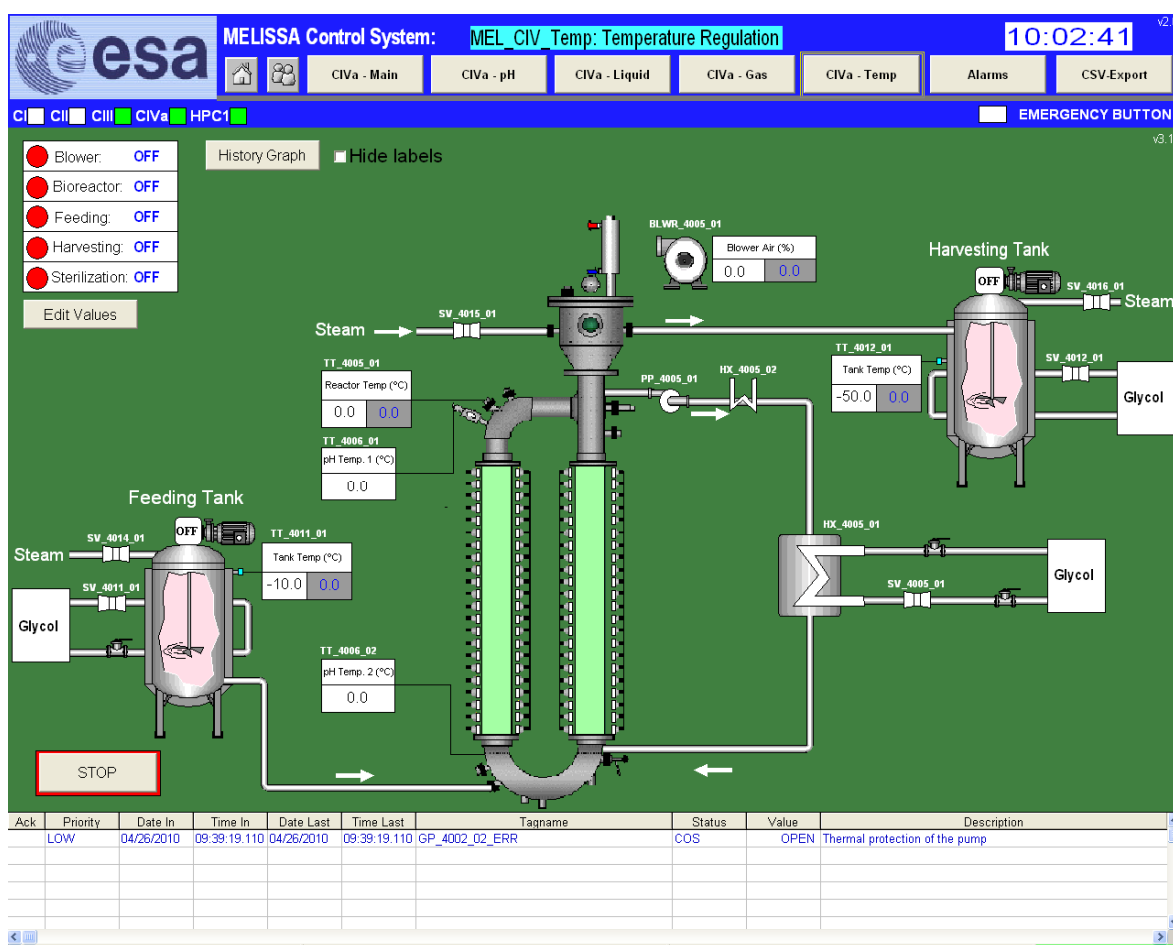 esa
MELISSA Control System:
MEL_CIV_Temp: Temperature Regulation
10:02:41
CIVa - Main
CIVa - pH
CIVa - Liquid
CIVa - Gas
CIVa - Temp
Alarms
CSV-Export
CI CII CIII CIVa HPC1
EMERGENCY BUTTON
v3.1
Blower: OFF
Bioreactor: OFF
Feeding: OFF
Harvesting: OFF
Sterilization: OFF
History Graph
Hide labels
Edit Values
BLWR_4005_01
Blower Air (%)
0.0 0.0
Harvesting Tank
OFF
SV_4016_01
Steam
SV_4015_01
Steam
TT_4012_01
Tank Temp (ºC)
-50.0 0.0
SV_4012_01
Glycol
TT_4005_01
Reactor Temp (ºC)
0.0 0.0
PP_4005_01
HX_4005_02
TT_4006_01
pH Temp. 1 (ºC)
0.0
Feeding Tank
OFF
SV_4014_01
Steam
TT_4011_01
Tank Temp (ºC)
-10.0 0.0
SV_4011_01
Glycol
HX_4005_01
SV_4005_01
Glycol
TT_4006_02
pH Temp. 2 (ºC)
0.0
STOP
Ack Priority Date In Time In Date Last Time Last Tagname Status Value Description
LOW 04/26/2010 09:39:19.110 04/26/2010 09:39:19.110 GP_4002_02_ERR COS OPEN Thermal protection of the pump